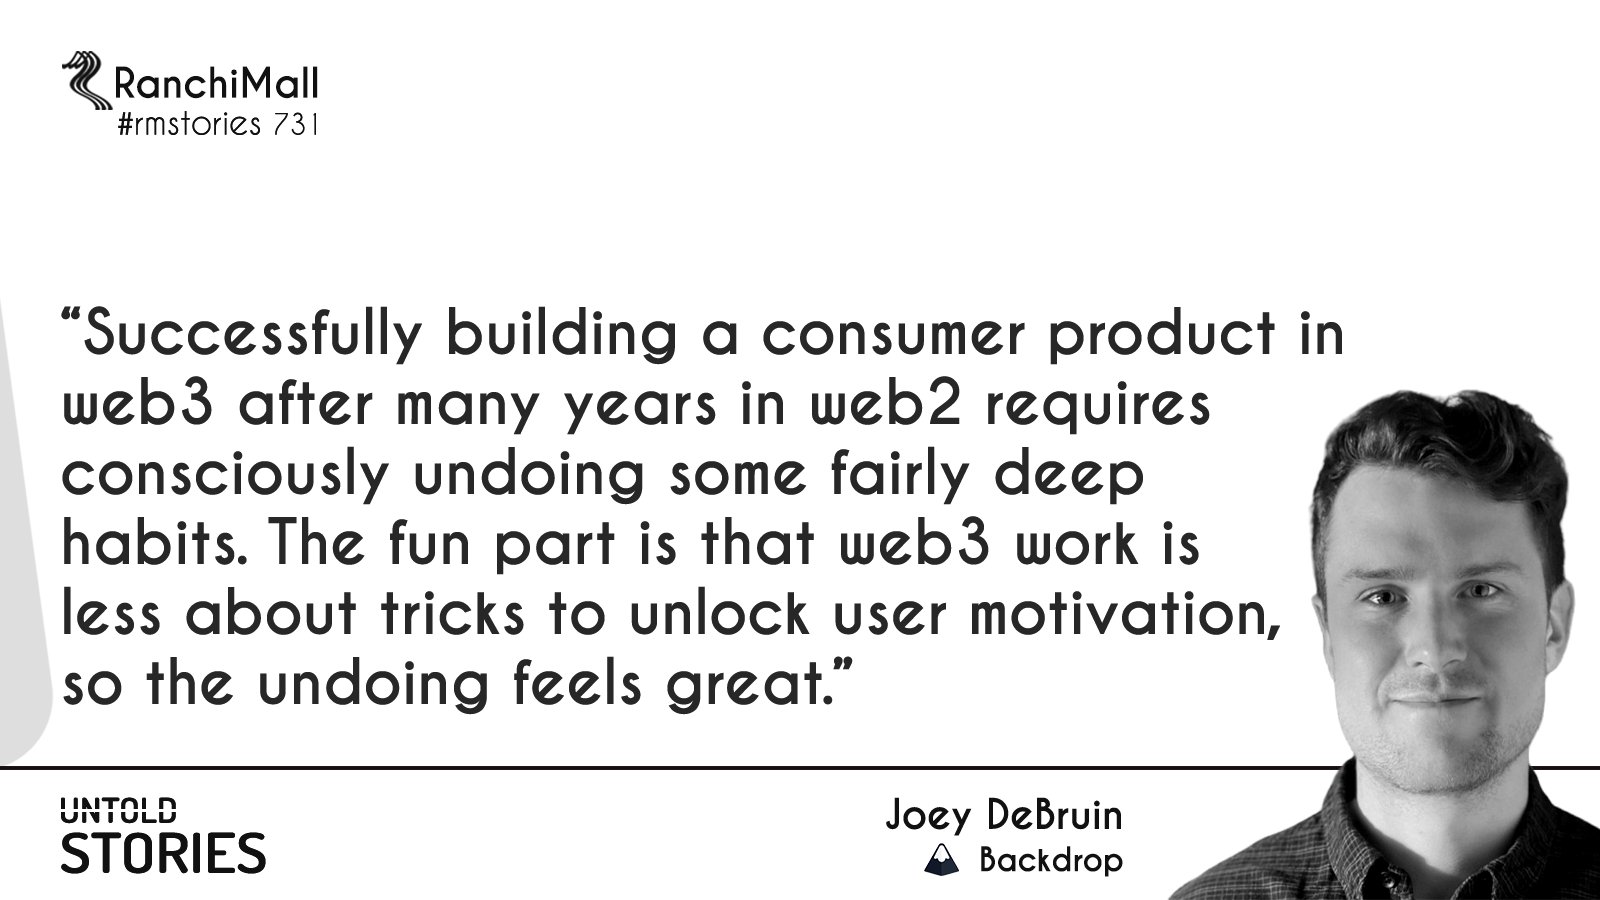 RanchiMall
#rmstories 731
“Successfully building a consumer product in
web3 after many years in web2 requires
consciously undoing some fairly deep
habits. The fun part is that web3 work is
less about tricks to unlock user motivation,
so the undoing feels great.”
UNTOLD
STORIES
Joey DeBruin
Backdrop